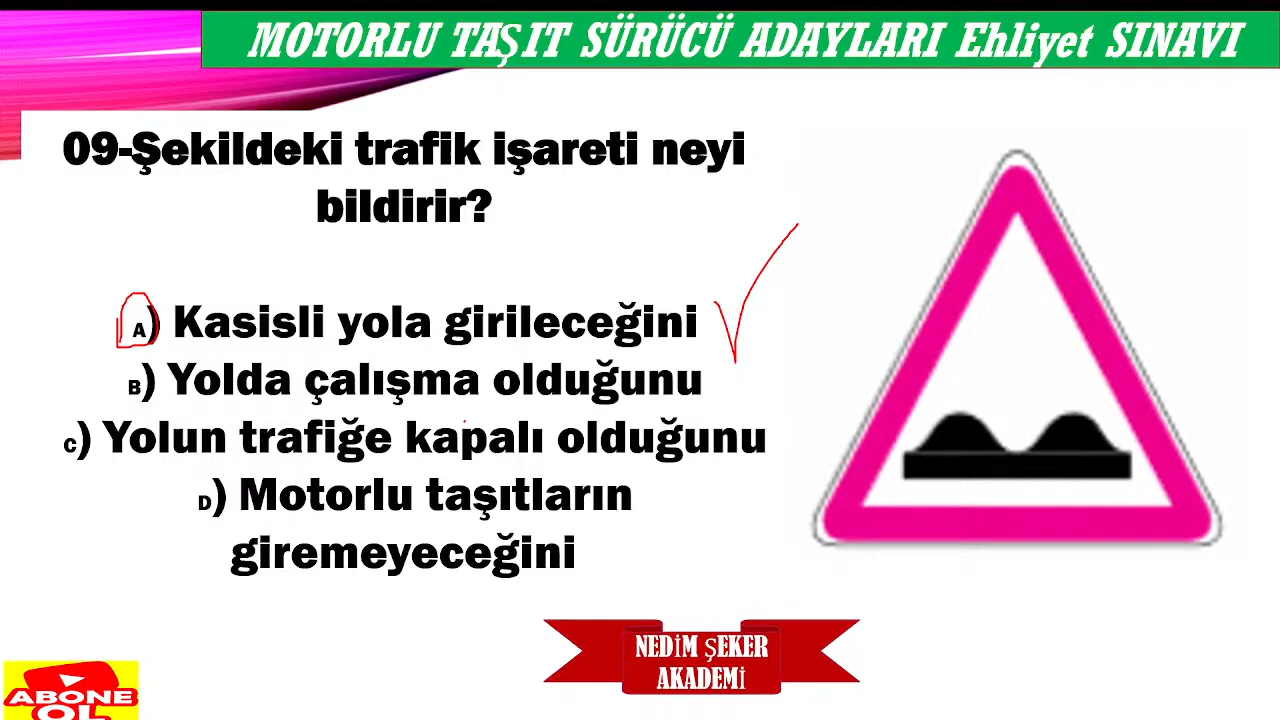 MOTORLU TAŞIT SÜRÜCÜ ADAYLARI Ehliyet SINAVI
09-Şekildeki trafik işareti neyi
bildirir?
A) Kasisli yola girileceğini
B) Yolda çalışma olduğunu
C) Yolun trafiğe kapalı olduğunu
D) Motorlu taşıtların
giremeyeceğini
NEDİM ŞEKER
AKADEMİ
ABONE
OL